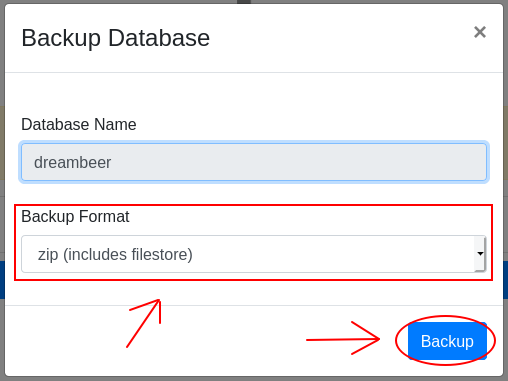 Backup Database
×
Database Name
dreambeer
Backup Format
zip (includes filestore)
Backup